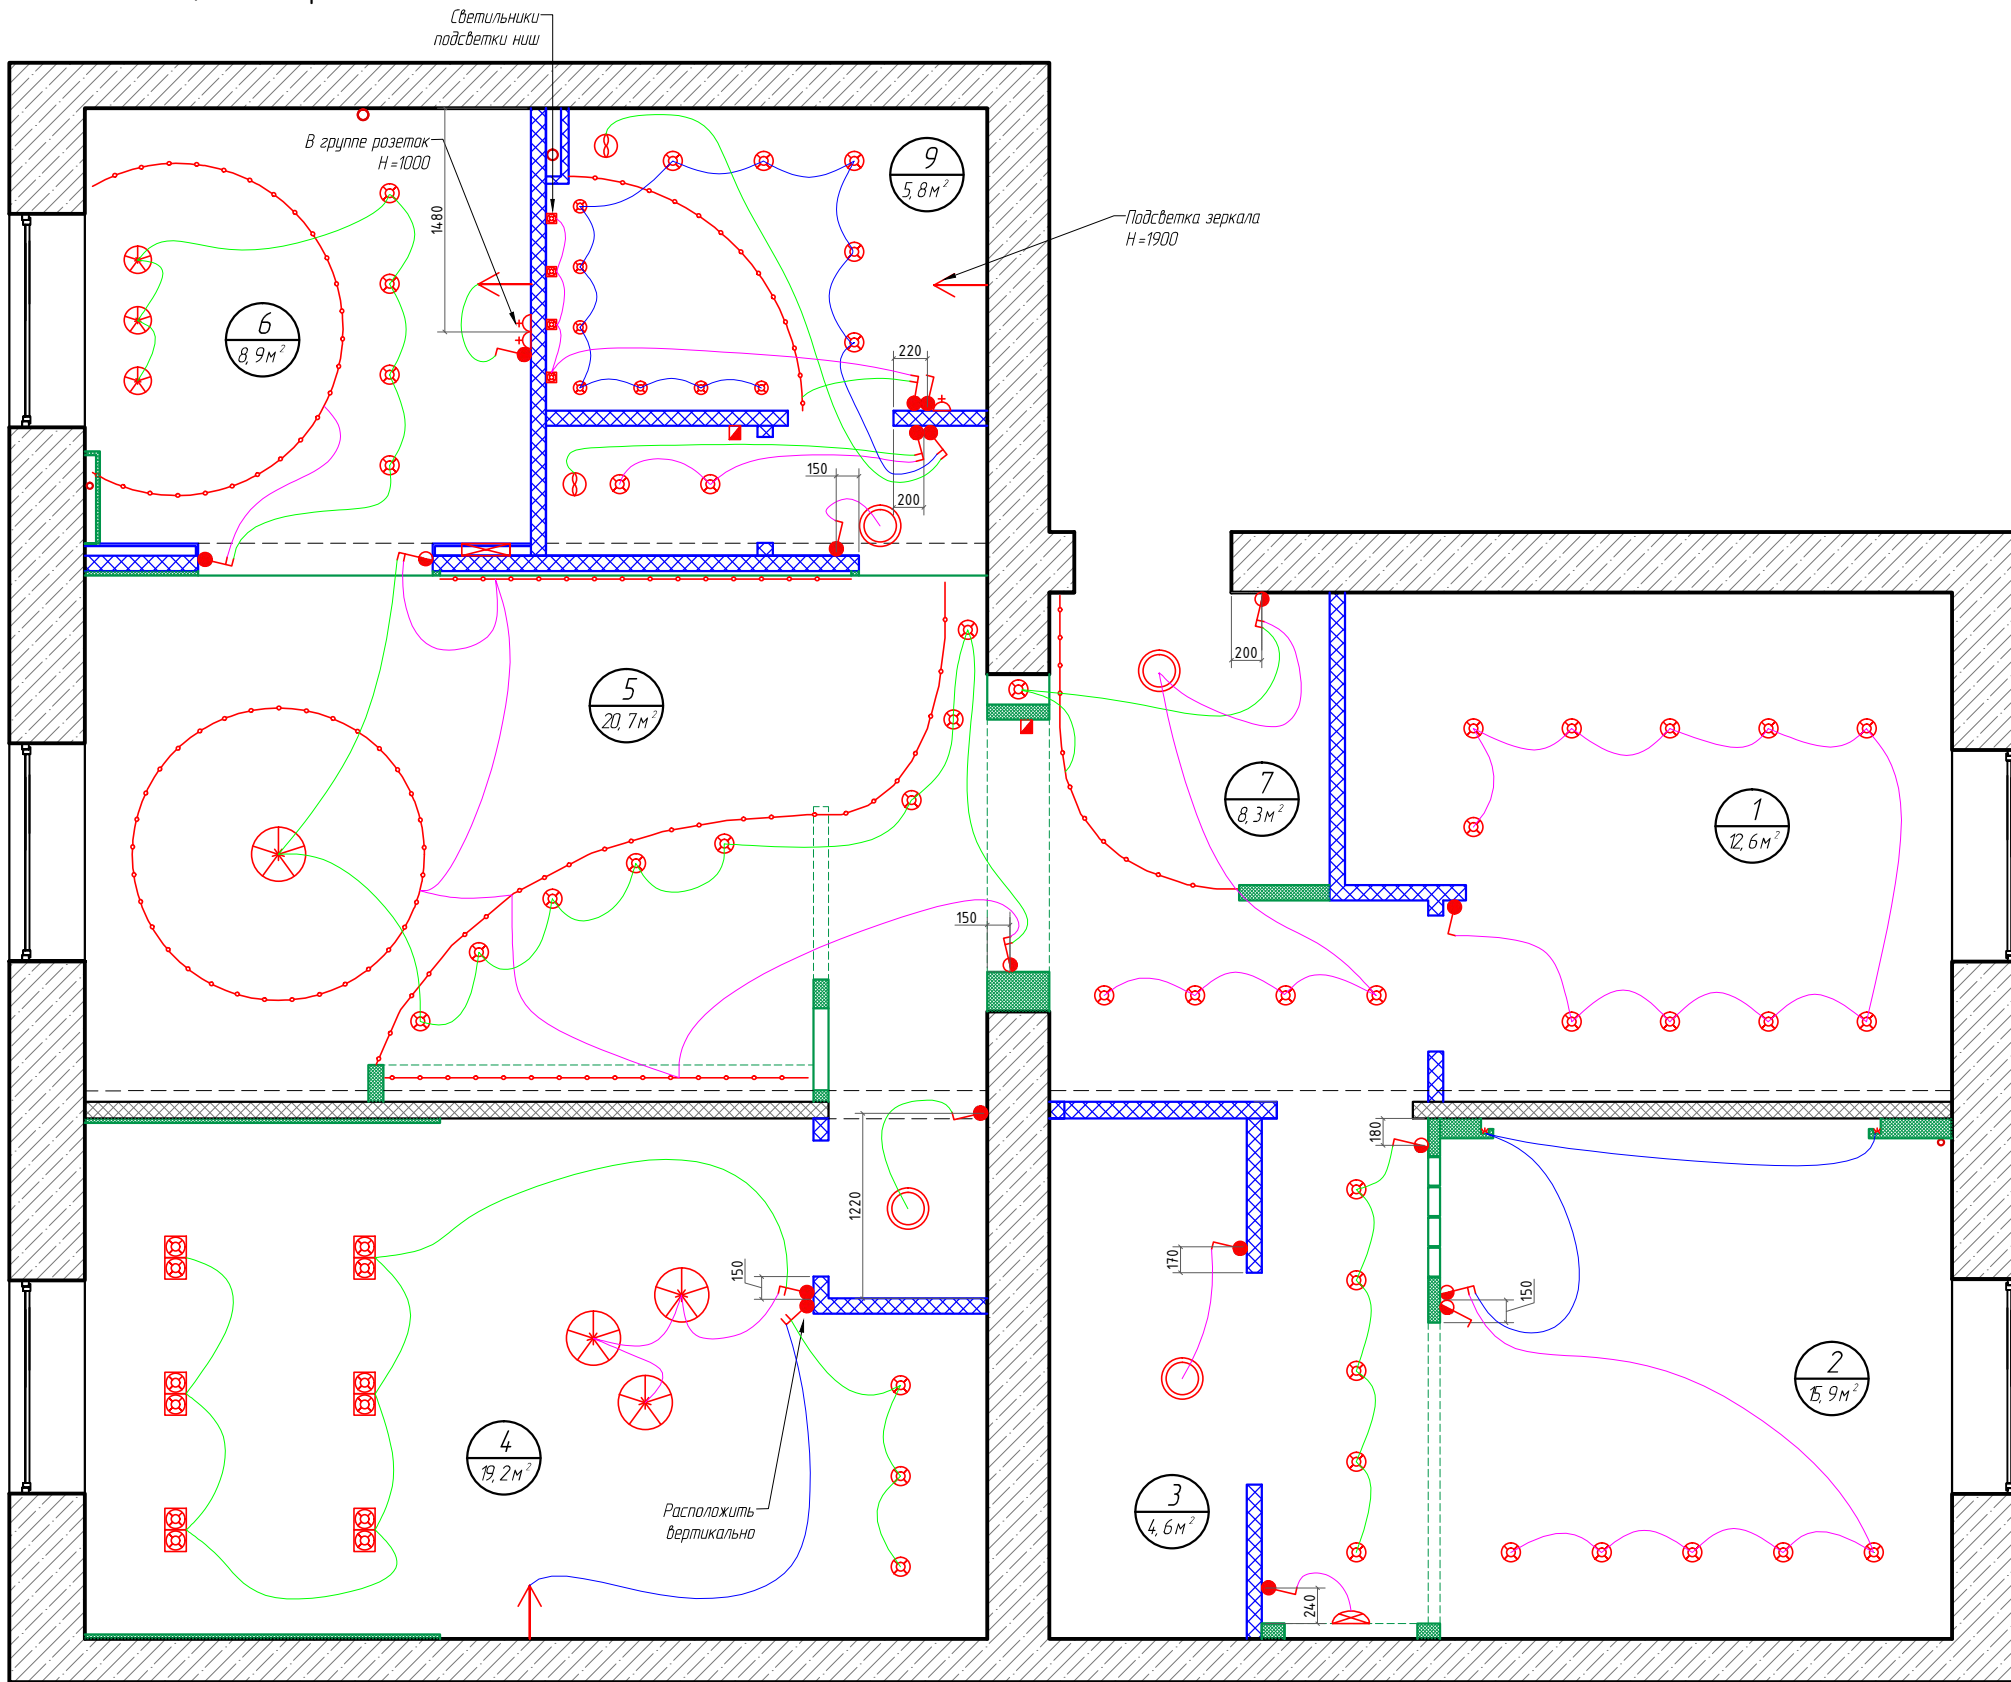 Светильники
подсветки ниш
В группе розеток
Н=1000
1480
9
5,8м²
Подсветка зеркала
Н=1900
6
8,9м²
220
150
200
5
20,7м²
200
7
8,3м²
1
12,6м²
150
180
1220
170
150
150
2
15,9м²
4
19,2м²
Расположить
вертикально
3
4,6м²
240